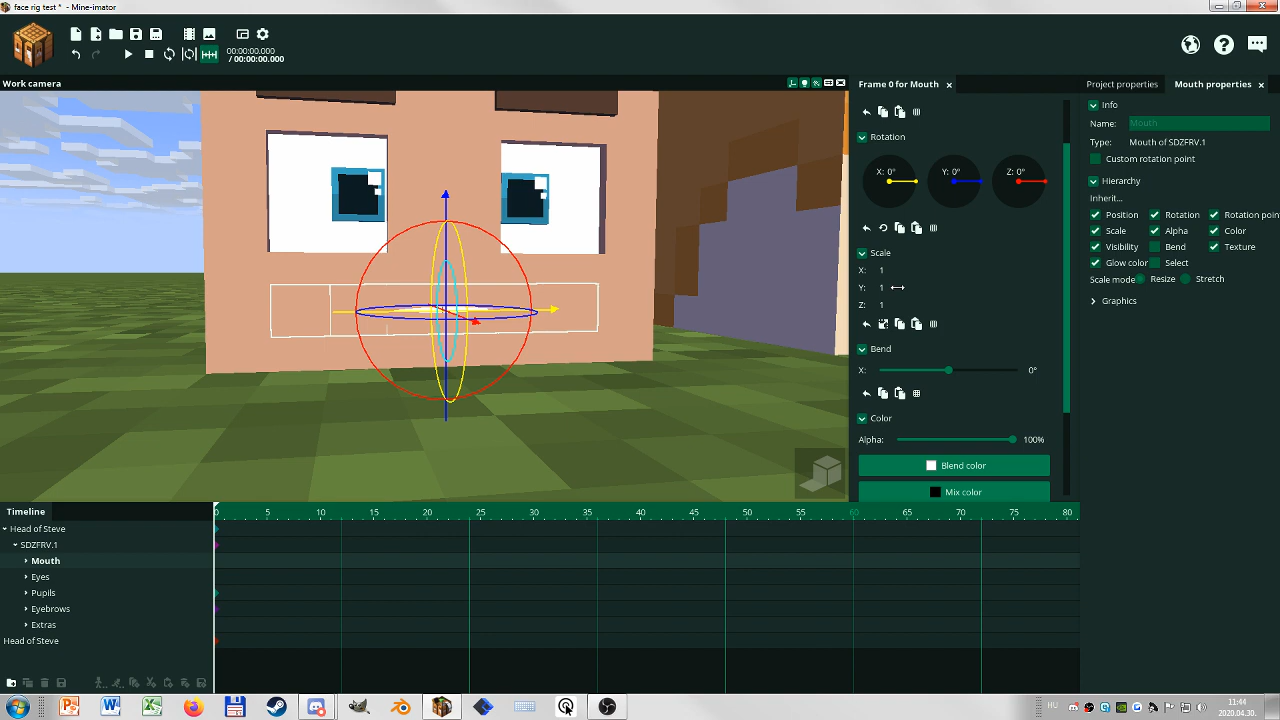 face rig test * - Mine-imator
00:00:00.000
/ 00:00:00.000
Work camera
Frame 0 for Mouth
Rotation
X: 0°
Y: 0°
Z: 0°
Scale
X: 1
Y: 1
Z: 1
Bend
X:
0°
Color
Alpha:
100%
Blend color
Mix color
Project properties
Mouth properties
Info
Name:
Mouth
Type: Mouth of SDZFRV.1
Custom rotation point
Hierarchy
Inherit...
Position Rotation Rotation poin
Scale Alpha Color
Visibility Bend Texture
Glow color Select
Scale mode Resize Stretch
Graphics
Timeline
0 5 10 15 20 25 30 35 40 45 50 55 60 65 70 75 80
Head of Steve
SDZFRV.1
Mouth
Eyes
Pupils
Eyebrows
Extras
Head of Steve
HU
11:44
2020.04.30.